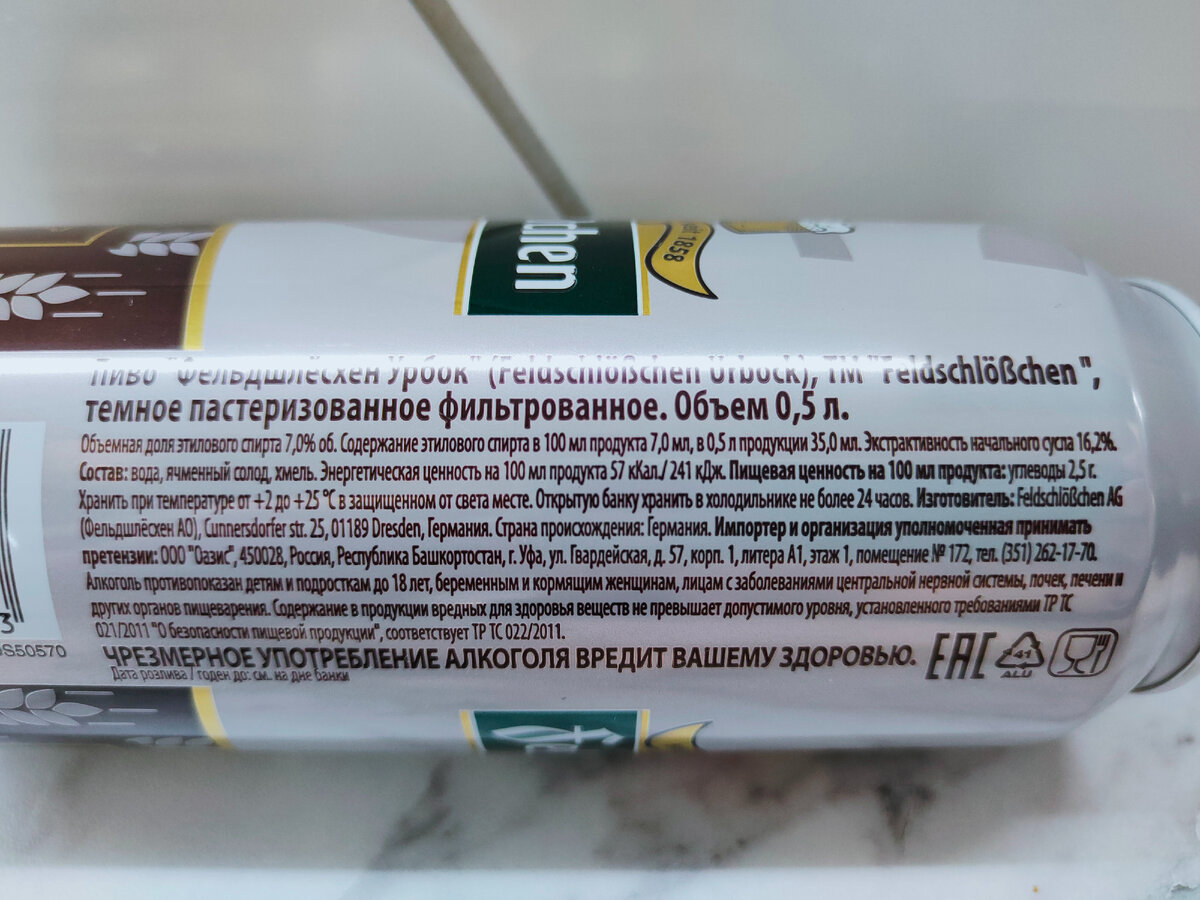 chen
seit 1858
Пиво "Фельдшлёсхен Урбок" (Feldschlößchen Urbock), ТМ "Feldschlößchen",
темное пастеризованное фильтрованное. Объем 0,5 л.
Объемная доля этилового спирта 7,0% об. Содержание этилового спирта в 100 мл продукта 7,0 мл, в 0,5 л продукции 35,0 мл. Экстрактивность начального сусла 16,2%.
Состав: вода, ячменный солод, хмель. Энергетическая ценность на 100 мл продукта 57 кКал./ 241 кДж. Пищевая ценность на 100 мл продукта: углеводы 2,5 г.
Хранить при температуре от +2 до +25 °С в защищенном от света месте. Открытую банку хранить в холодильнике не более 24 часов. Изготовитель: Feldschlößchen AG
(Фельдшлёсхен АО), Cunnersdorfer str. 25, 01189 Dresden, Германия. Страна происхождения: Германия. Импортер и организация уполномоченная принимать
претензии: ООО "Оазис", 450028, Россия, Республика Башкортостан, г. Уфа, ул. Гвардейская, д. 57, корп. 1, литера А1, этаж 1, помещение № 172, тел. (351) 262-17-70.
Алкоголь противопоказан детям и подросткам до 18 лет, беременным и кормящим женщинам, лицам с заболеваниями центральной нервной системы, почек, печени и
других органов пищеварения. Содержание в продукции вредных для здоровья веществ не превышает допустимого уровня, установленного требованиями ТР ТС
021/2011 "О безопасности пищевой продукции", соответствует ТР ТС 022/2011.
ЧРЕЗМЕРНОЕ УПОТРЕБЛЕНИЕ АЛКОГОЛЯ ВРЕДИТ ВАШЕМУ ЗДОРОВЬЮ.
Дата розлива / годен до: см. на дне банки
EAC
41
ALU
3
S50570